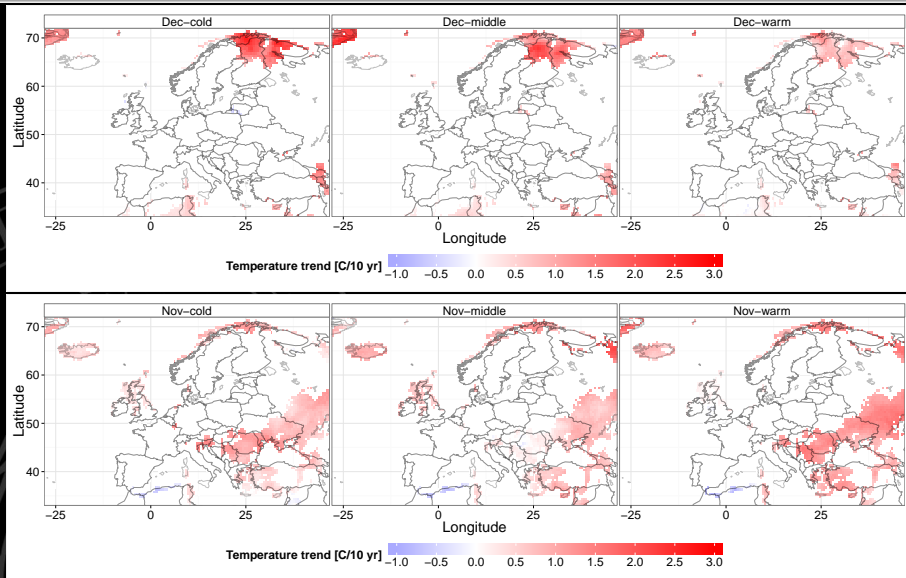 Dec−cold Dec−middle Dec−warm
70
60
50
40
Latitude
−25 0 25 −25 0 25 −25 0 25
Longitude
Temperature trend [C/10 yr] −1.0 −0.5 0.0 0.5 1.0 1.5 2.0 2.5 3.0
Nov−cold Nov−middle Nov−warm
70
60
50
40
Latitude
−25 0 25 −25 0 25 −25 0 25
Longitude
Temperature trend [C/10 yr] −1.0 −0.5 0.0 0.5 1.0 1.5 2.0 2.5 3.0